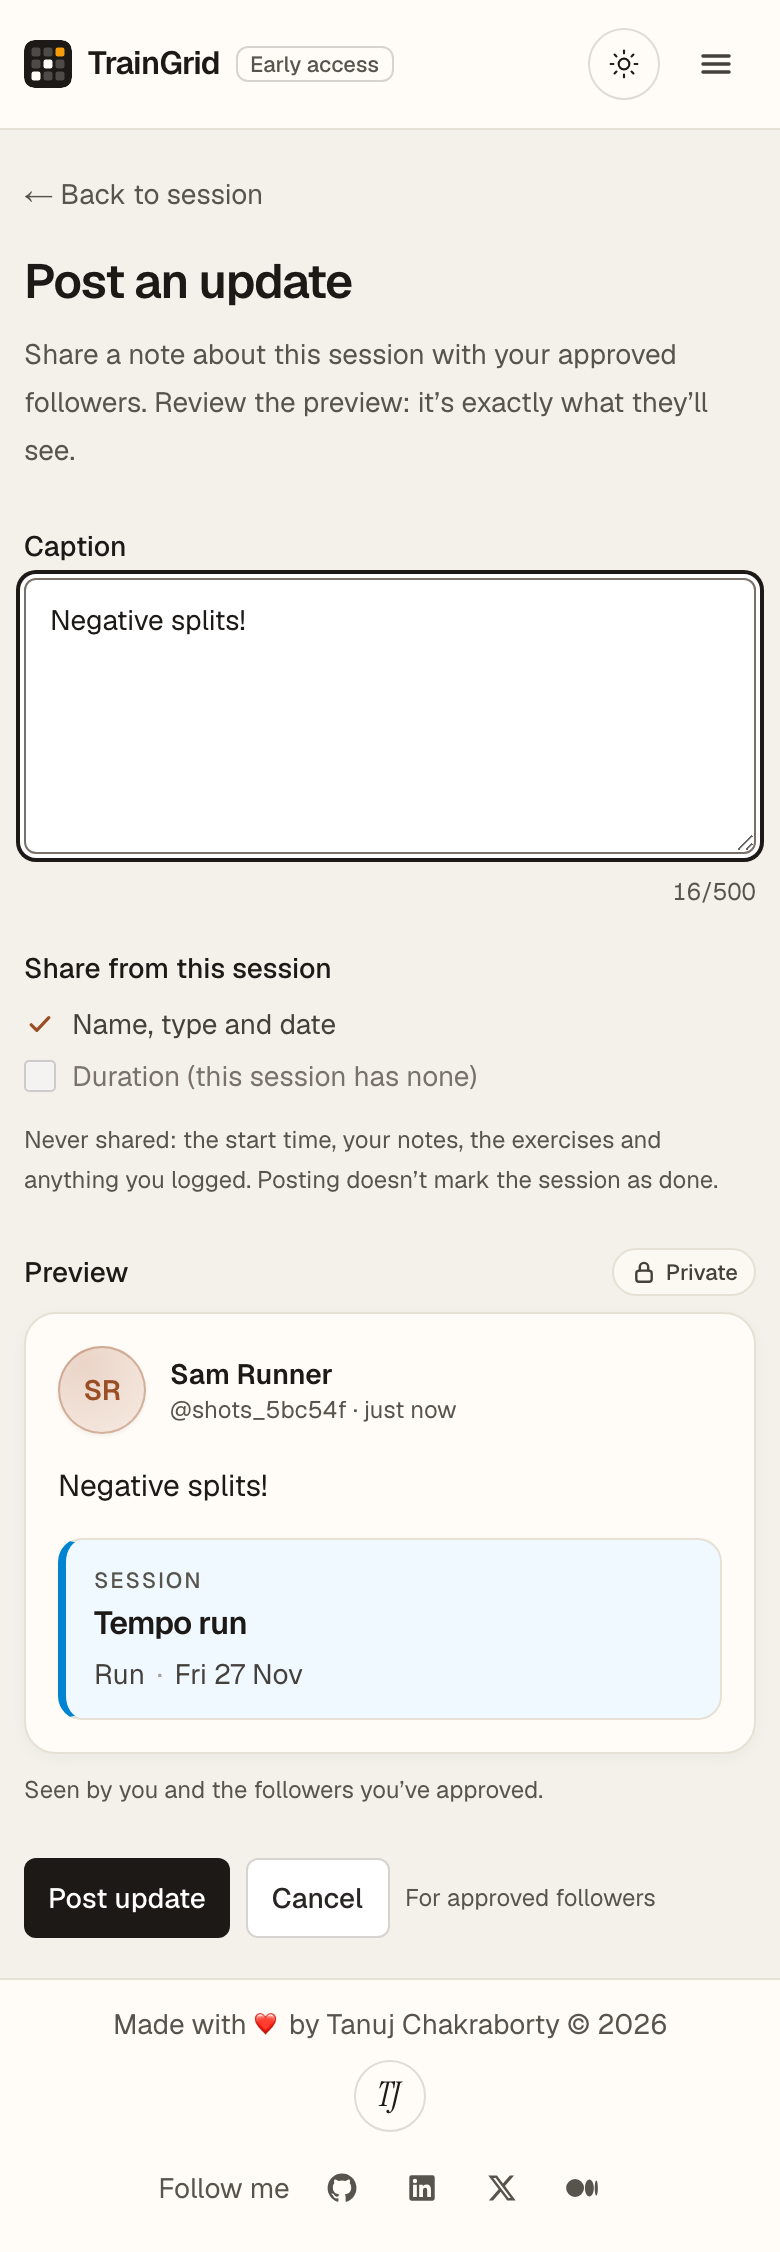 TrainGrid Early access
← Back to session
Post an update
Share a note about this session with your approved
followers. Review the preview: it’s exactly what they’ll
see.
Caption
Negative splits!
16/500
Share from this session
Name, type and date
Duration (this session has none)
Never shared: the start time, your notes, the exercises and
anything you logged. Posting doesn’t mark the session as done.
Preview Private
SR
Sam Runner
@shots_5bc54f · just now
Negative splits!
SESSION
Tempo run
Run · Fri 27 Nov
Seen by you and the followers you’ve approved.
Post update Cancel For approved followers
Made with ❤️ by Tanuj Chakraborty © 2026
TJ
Follow me